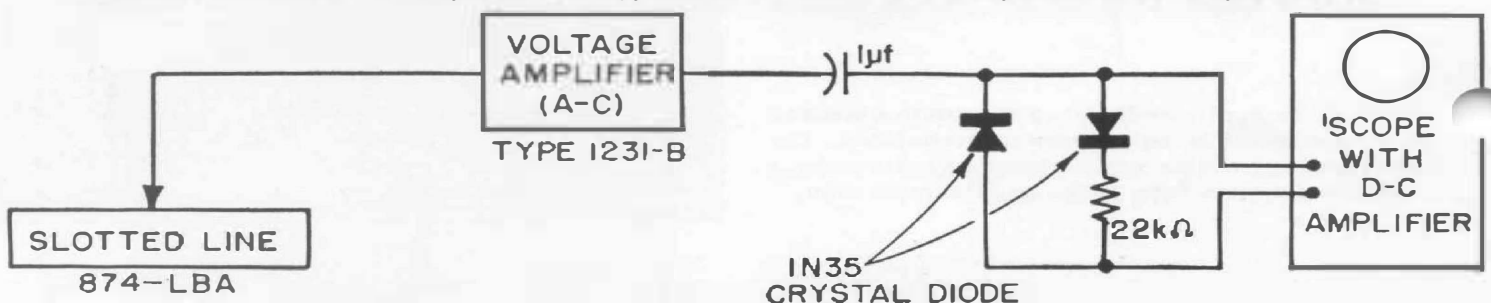 VOLTAGE
AMPLIFIER
(A-C)
TYPE 1231-B
1µf
'SCOPE
WITH
D-C
AMPLIFIER
SLOTTED LINE
874-LBA
22kΩ
IN35
CRYSTAL DIODE